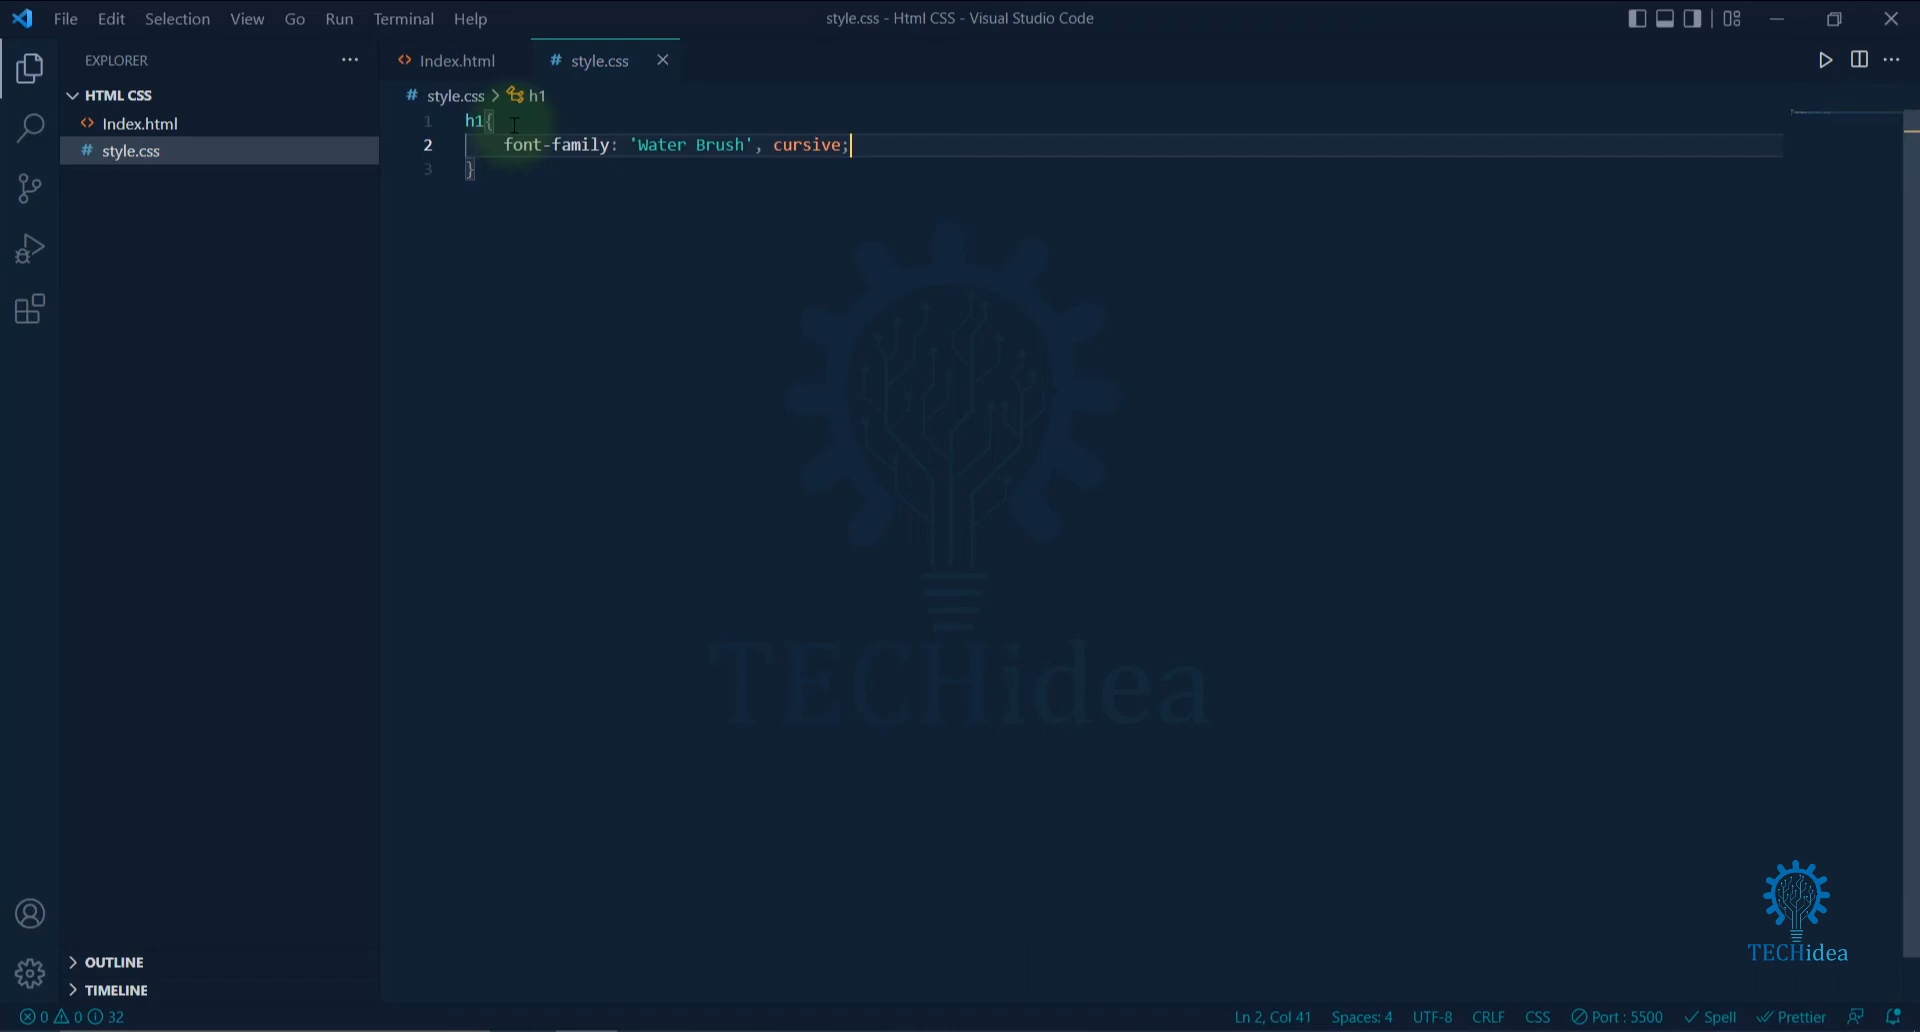 File Edit Selection View Go Run Terminal Help
style.css - Html CSS - Visual Studio Code
EXPLORER
HTML CSS
Index.html
style.css
Index.html
style.css
style.css > h1
1 h1{
2 font-family: 'Water Brush', cursive;
3 }
TECHidea
TECHidea
OUTLINE
TIMELINE
0 0 32
Ln 2, Col 41 Spaces: 4 UTF-8 CRLF CSS Port : 5500 Spell Prettier